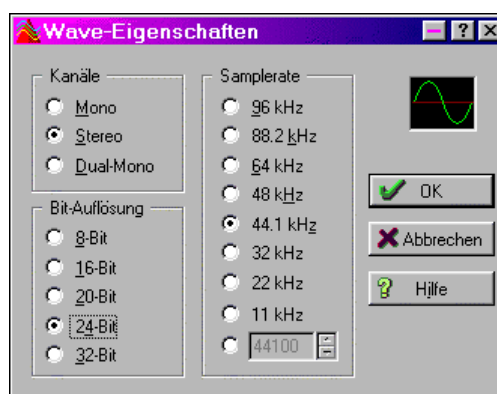 Wave-Eigenschaften
Kanäle
Mono
Stereo
Dual-Mono
Bit-Auflösung
8-Bit
16-Bit
20-Bit
24-Bit
32-Bit
Samplerate
96 kHz
88.2 kHz
64 kHz
48 kHz
44.1 kHz
32 kHz
22 kHz
11 kHz
44100
OK
Abbrechen
Hilfe